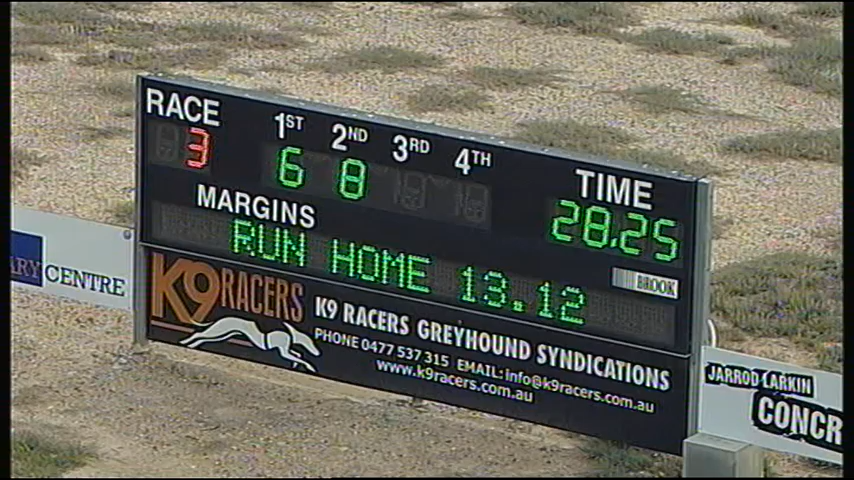 RACE 1ST 2ND 3RD 4TH TIME
3 6 8 28.25
MARGINS
RUN HOME 13.12
BROOK
K9 RACERS
K9 RACERS GREYHOUND SYNDICATIONS
PHONE 0477 537 315 EMAIL: info@k9racers.com.au
www.k9racers.com.au
ARY CENTRE
JARROD LARKIN
CONCR